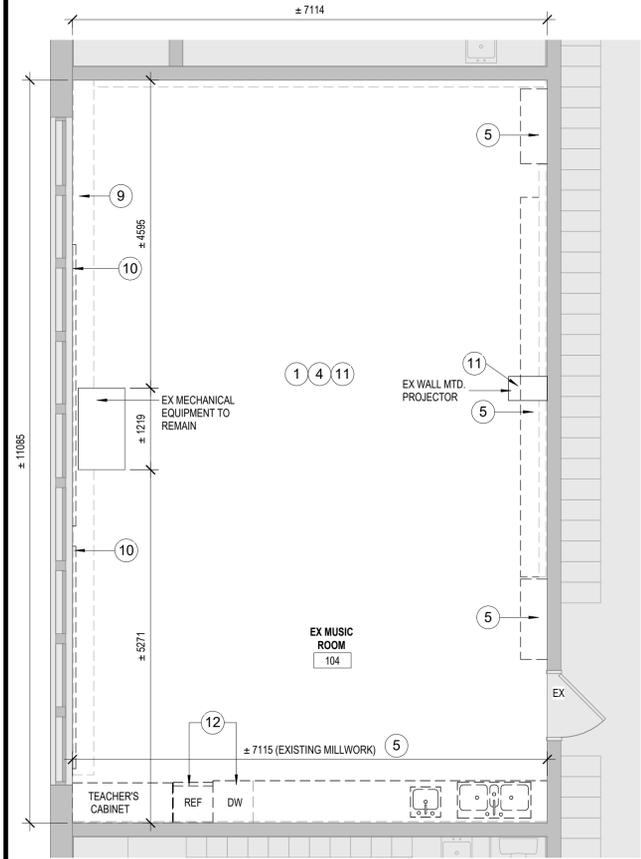 ± 7114
5
9
± 4595
10
1 4 11
11
EX WALL MTD.
PROJECTOR
5
EX MECHANICAL
EQUIPMENT TO
REMAIN
± 1219
± 11085
10
± 5271
5
EX MUSIC
ROOM
104
EX
12
± 7115 (EXISTING MILLWORK) 5
TEACHER'S
CABINET
REF
DW